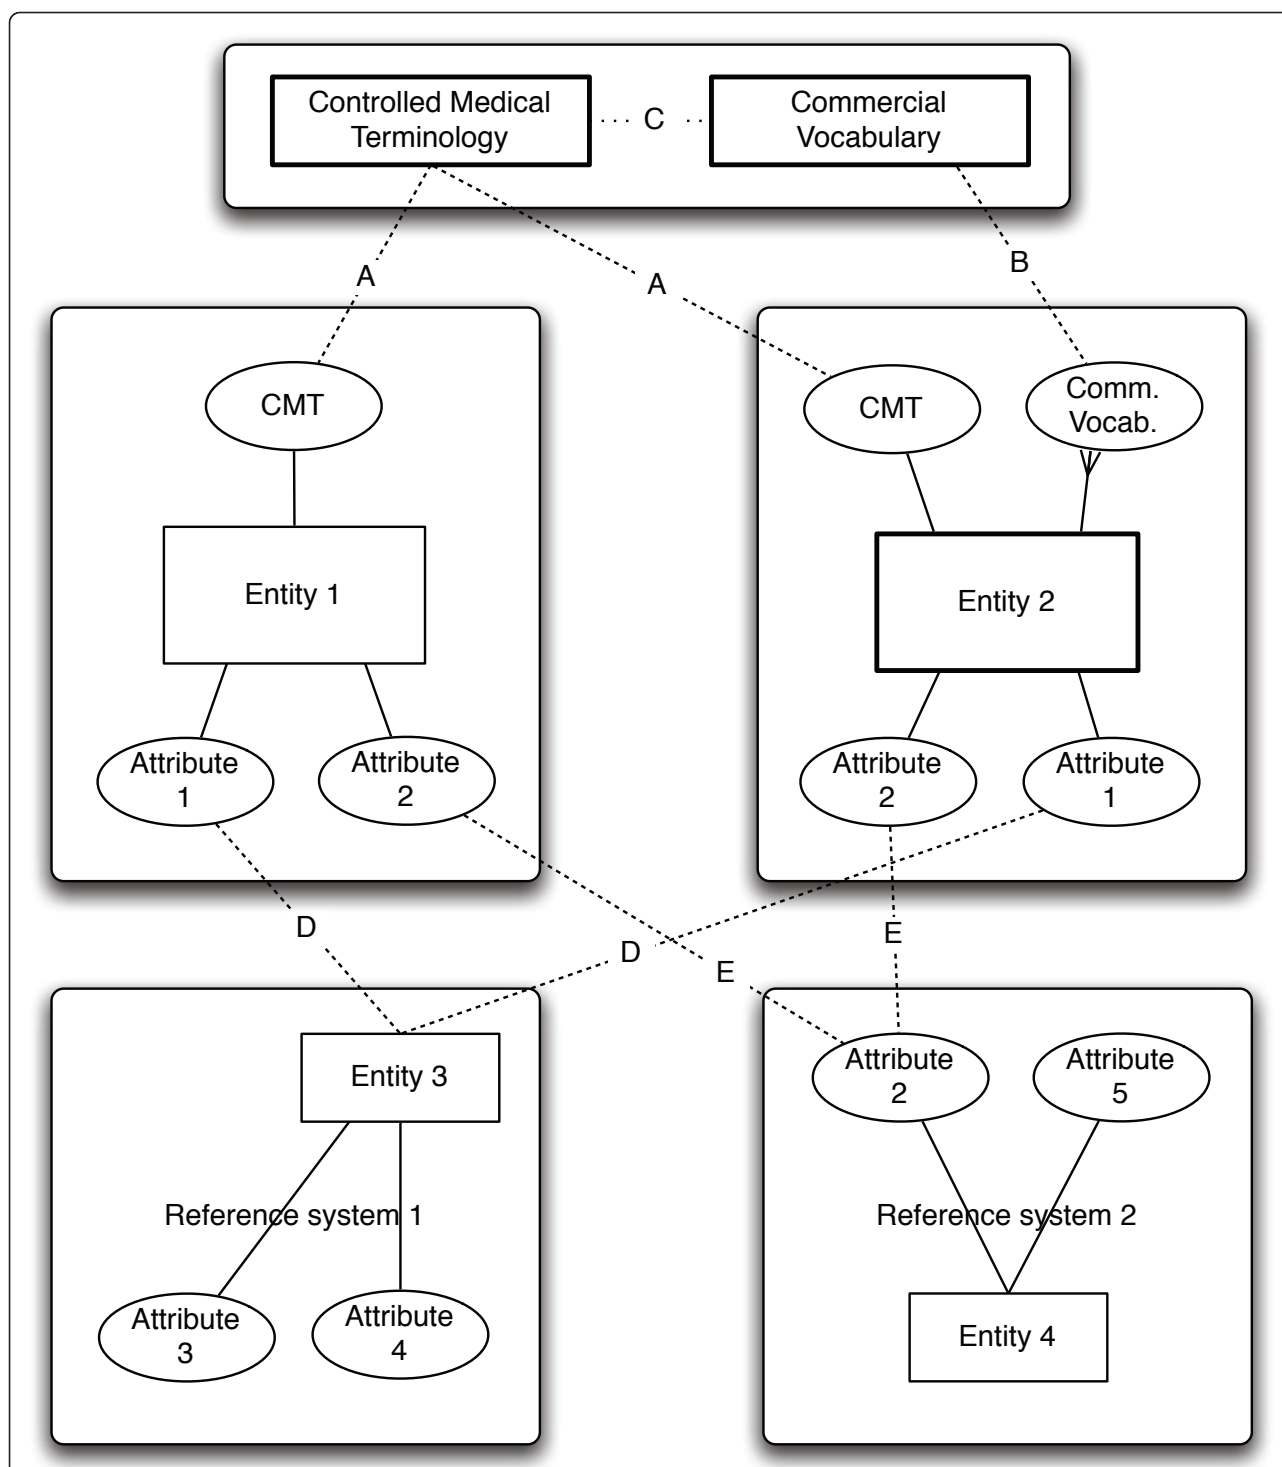 Controlled Medical
Terminology
C
Commercial
Vocabulary
A
A
B
CMT
CMT
Comm.
Vocab.
Entity 1
Entity 2
Attribute
1
Attribute
2
Attribute
2
Attribute
1
D
D
E
E
Entity 3
Attribute
2
Attribute
5
Reference system 1
Reference system 2
Attribute
3
Attribute
4
Entity 4